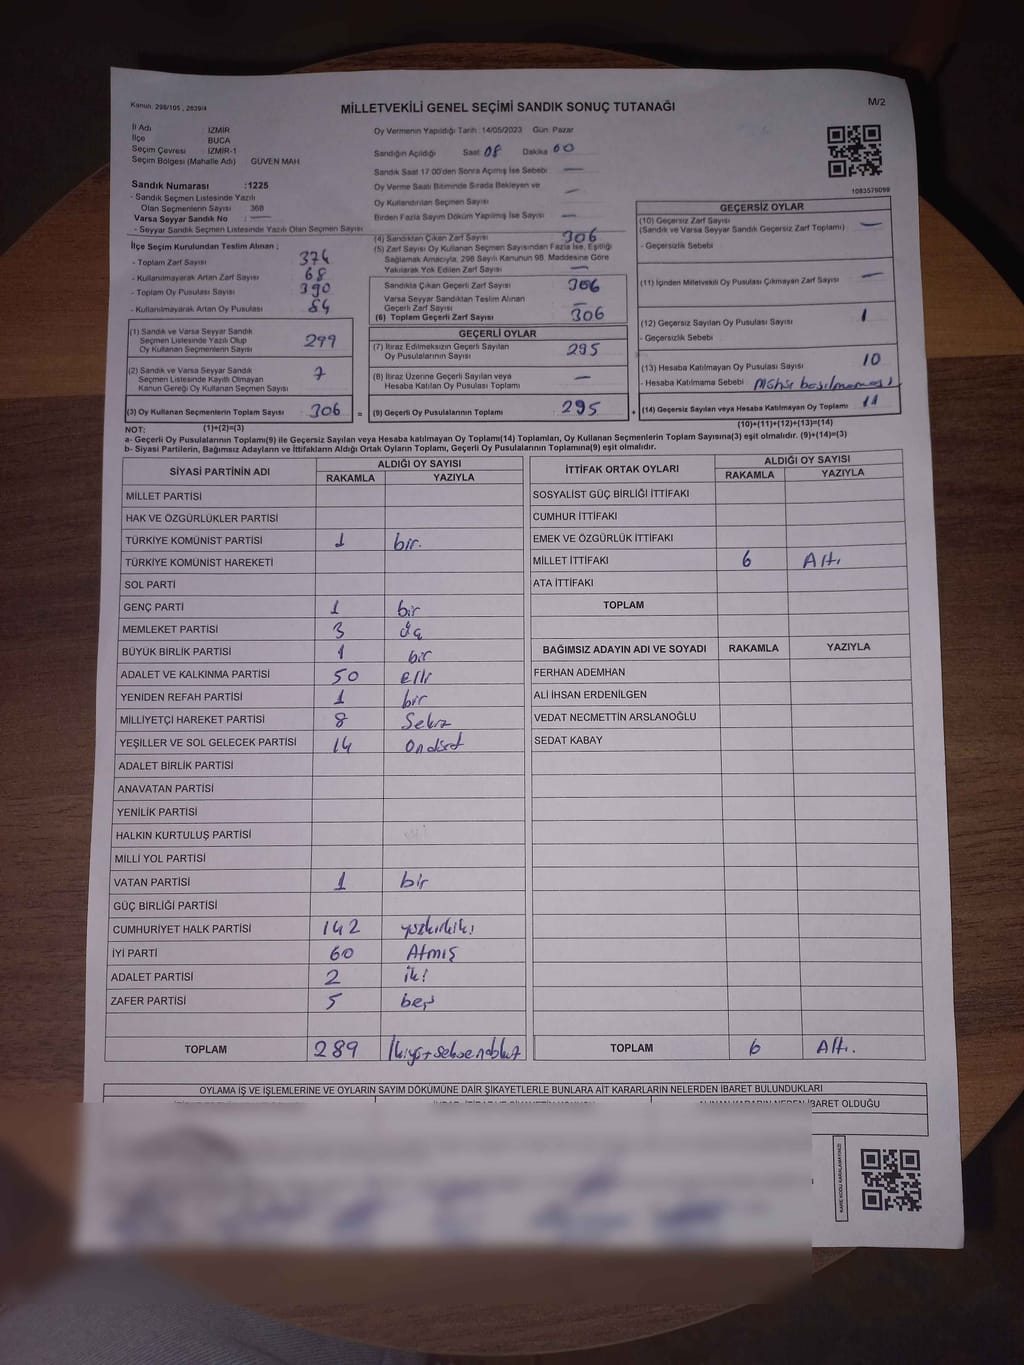 Kanun. 298/105 , 2839/4
MİLLETVEKİLİ GENEL SEÇİMİ SANDIK SONUÇ TUTANAĞI
M/2
İl Adı : İZMİR
İlçe : BUCA
Seçim Çevresi : İZMİR-1
Seçim Bölgesi (Mahalle Adı) GÜVEN MAH
Oy Vermenin Yapıldığı Tarih :14/05/2023 Gün: Pazar
Sandığın Açıldığı Saat: 08 Dakika 00
Sandık Saat 17:00'den Sonra Açılmış İse Sebebi : —
Oy Verme Saati Bitiminde Sırada Bekleyen ve
Oy Kullandırılan Seçmen Sayısı : —
Birden Fazla Sayım Döküm Yapılmış İse Sayısı : —
1083579099
Sandık Numarası :1225
- Sandık Seçmen Listesinde Yazılı
Olan Seçmenlerin Sayısı : 368
Varsa Seyyar Sandık No : —
- Seyyar Sandık Seçmen Listesinde Yazılı Olan Seçmen Sayısı :
İlçe Seçim Kurulundan Teslim Alınan ;
- Toplam Zarf Sayısı : 374
- Kullanılmayarak Artan Zarf Sayısı : 68
- Toplam Oy Pusulası Sayısı : 390
- Kullanılmayarak Artan Oy Pusulası : 84
(1) Sandık ve Varsa Seyyar Sandık
Seçmen Listesinde Yazılı Olup
Oy Kullanan Seçmenlerin Sayısı : 299
(2) Sandık ve Varsa Seyyar Sandık
Seçmen Listesinde Kayıtlı Olmayan
Kanun Gereği Oy Kullanan Seçmen Sayısı : 7
(3) Oy Kullanan Seçmenlerin Toplam Sayısı : 306 =
(4) Sandıktan Çıkan Zarf Sayısı : 306
(5) Zarf Sayısı Oy Kullanan Seçmen Sayısından Fazla İse, Eşitliği
Sağlamak Amacıyla, 298 Sayılı Kanunun 98. Maddesine Göre
Yakılarak Yok Edilen Zarf Sayısı : —
Sandıkta Çıkan Geçerli Zarf Sayısı : 306
Varsa Seyyar Sandıktan Teslim Alınan
Geçerli Zarf Sayısı : —
(6) Toplam Geçerli Zarf Sayısı : 306
GEÇERLİ OYLAR
(7) İtiraz Edilmeksizin Geçerli Sayılan
Oy Pusulalarının Sayısı : 295
(8) İtiraz Üzerine Geçerli Sayılan veya
Hesaba Katılan Oy Pusulası Toplamı : —
(9) Geçerli Oy Pusulalarının Toplamı : 295 +
GEÇERSİZ OYLAR
(10) Geçersiz Zarf Sayısı
(Sandık ve Varsa Seyyar Sandık Geçersiz Zarf Toplamı) : —
- Geçersizlik Sebebi :
(11) İçinden Milletvekili Oy Pusulası Çıkmayan Zarf Sayısı : —
(12) Geçersiz Sayılan Oy Pusulası Sayısı : 1
- Geçersizlik Sebebi :
(13) Hesaba Katılmayan Oy Pusulası Sayısı : 10
- Hesaba Katılmama Sebebi : Mühür basılmaması
(14) Geçersiz Sayılan veya Hesaba Katılmayan Oy Toplamı : 11
NOT: (1)+(2)=(3)
(10)+(11)+(12)+(13)=(14)
a- Geçerli Oy Pusulalarının Toplamı(9) ile Geçersiz Sayılan veya Hesaba katılmayan Oy Toplamı(14) Toplamları, Oy Kullanan Seçmenlerin Toplam Sayısına(3) eşit olmalıdır. (9)+(14)=(3)
b- Siyasi Partilerin, Bağımsız Adayların ve İttifakların Aldığı Ortak Oyların Toplamı, Geçerli Oy Pusulalarının Toplamına(9) eşit olmalıdır.
SİYASİ PARTİNİN ADI ALDIĞI OY SAYISI
RAKAMLA YAZIYLA
MİLLET PARTİSİ
HAK VE ÖZGÜRLÜKLER PARTİSİ
TÜRKİYE KOMÜNİST PARTİSİ 1 bir.
TÜRKİYE KOMÜNİST HAREKETİ
SOL PARTİ
GENÇ PARTİ 1 bir
MEMLEKET PARTİSİ 3 üç
BÜYÜK BİRLİK PARTİSİ 1 bir
ADALET VE KALKINMA PARTİSİ 50 elli
YENİDEN REFAH PARTİSİ 1 bir
MİLLİYETÇİ HAREKET PARTİSİ 8 Sekiz
YEŞİLLER VE SOL GELECEK PARTİSİ 14 Ondört
ADALET BİRLİK PARTİSİ
ANAVATAN PARTİSİ
YENİLİK PARTİSİ
HALKIN KURTULUŞ PARTİSİ
MİLLİ YOL PARTİSİ
VATAN PARTİSİ 1 bir
GÜÇ BİRLİĞİ PARTİSİ
CUMHURİYET HALK PARTİSİ 142 yüzkırkiki
İYİ PARTİ 60 Atmış
ADALET PARTİSİ 2 iki
ZAFER PARTİSİ 5 beş
TOPLAM 289 İkiyüzseksendokuz
İTTİFAK ORTAK OYLARI ALDIĞI OY SAYISI
RAKAMLA YAZIYLA
SOSYALİST GÜÇ BİRLİĞİ İTTİFAKI
CUMHUR İTTİFAKI
EMEK VE ÖZGÜRLÜK İTTİFAKI
MİLLET İTTİFAKI 6 Altı
ATA İTTİFAKI
TOPLAM
BAĞIMSIZ ADAYIN ADI VE SOYADI RAKAMLA YAZIYLA
FERHAN ADEMHAN
ALİ İHSAN ERDENİLGEN
VEDAT NECMETTİN ARSLANOĞLU
SEDAT KABAY
TOPLAM 6 Altı.
OYLAMA İŞ VE İŞLEMLERİNE VE OYLARIN SAYIM DÖKÜMÜNE DAİR ŞİKAYETLERLE BUNLARA AİT KARARLARIN NELERDEN İBARET BULUNDUKLARI
İBARET OLDUĞU
KARE KODU KARALAMAYINIZ!